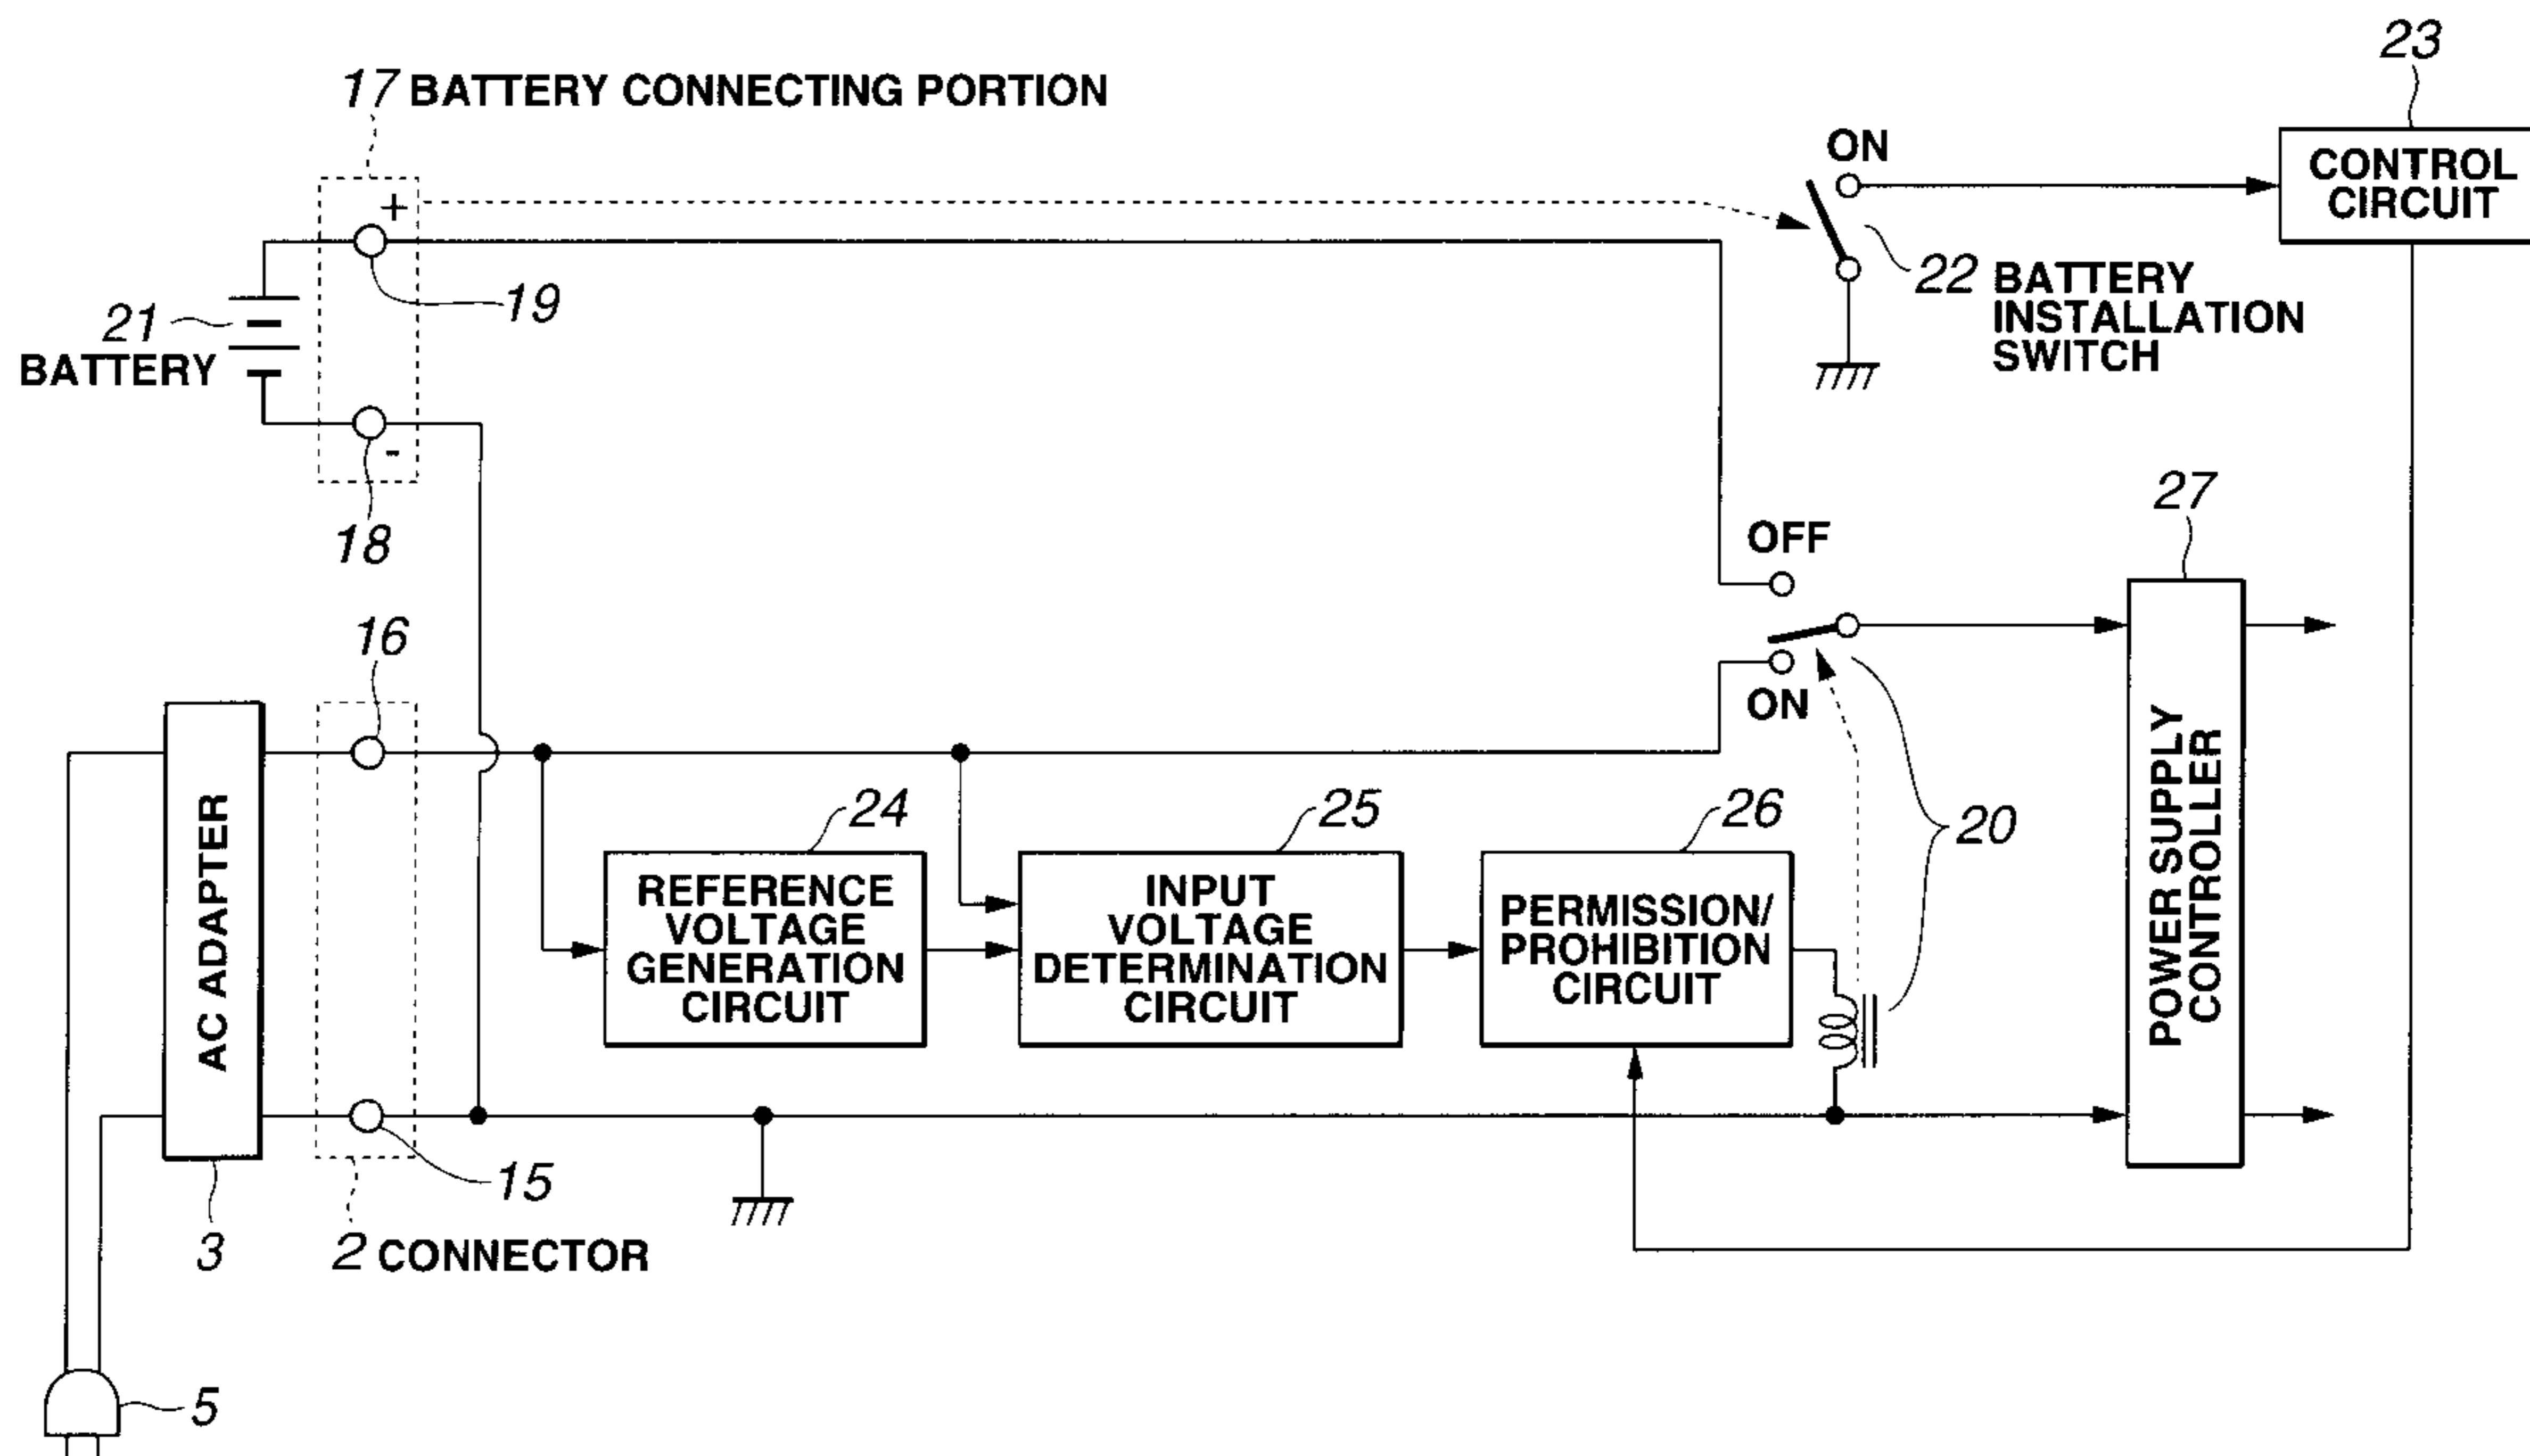 23
17 BATTERY CONNECTING PORTION
ON
CONTROL
CIRCUIT
+
19
22 BATTERY
INSTALLATION
SWITCH
21
BATTERY
-
18
OFF
27
16
ON
POWER SUPPLY
CONTROLLER
AC ADAPTER
24
25
26
20
REFERENCE
VOLTAGE
GENERATION
CIRCUIT
INPUT
VOLTAGE
DETERMINATION
CIRCUIT
PERMISSION/
PROHIBITION
CIRCUIT
15
3
2 CONNECTOR
5